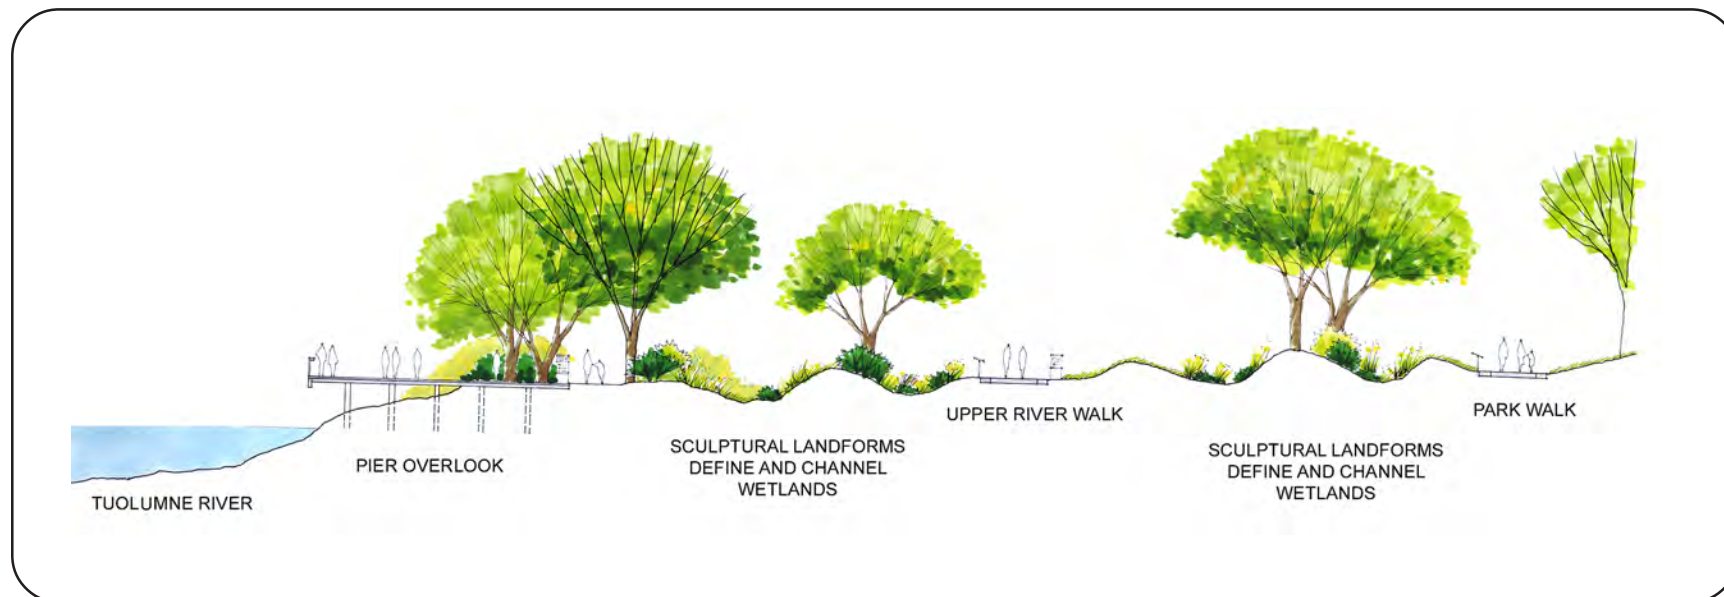 TUOLUMNE RIVER
PIER OVERLOOK
SCULPTURAL LANDFORMS
DEFINE AND CHANNEL
WETLANDS
UPPER RIVER WALK
SCULPTURAL LANDFORMS
DEFINE AND CHANNEL
WETLANDS
PARK WALK